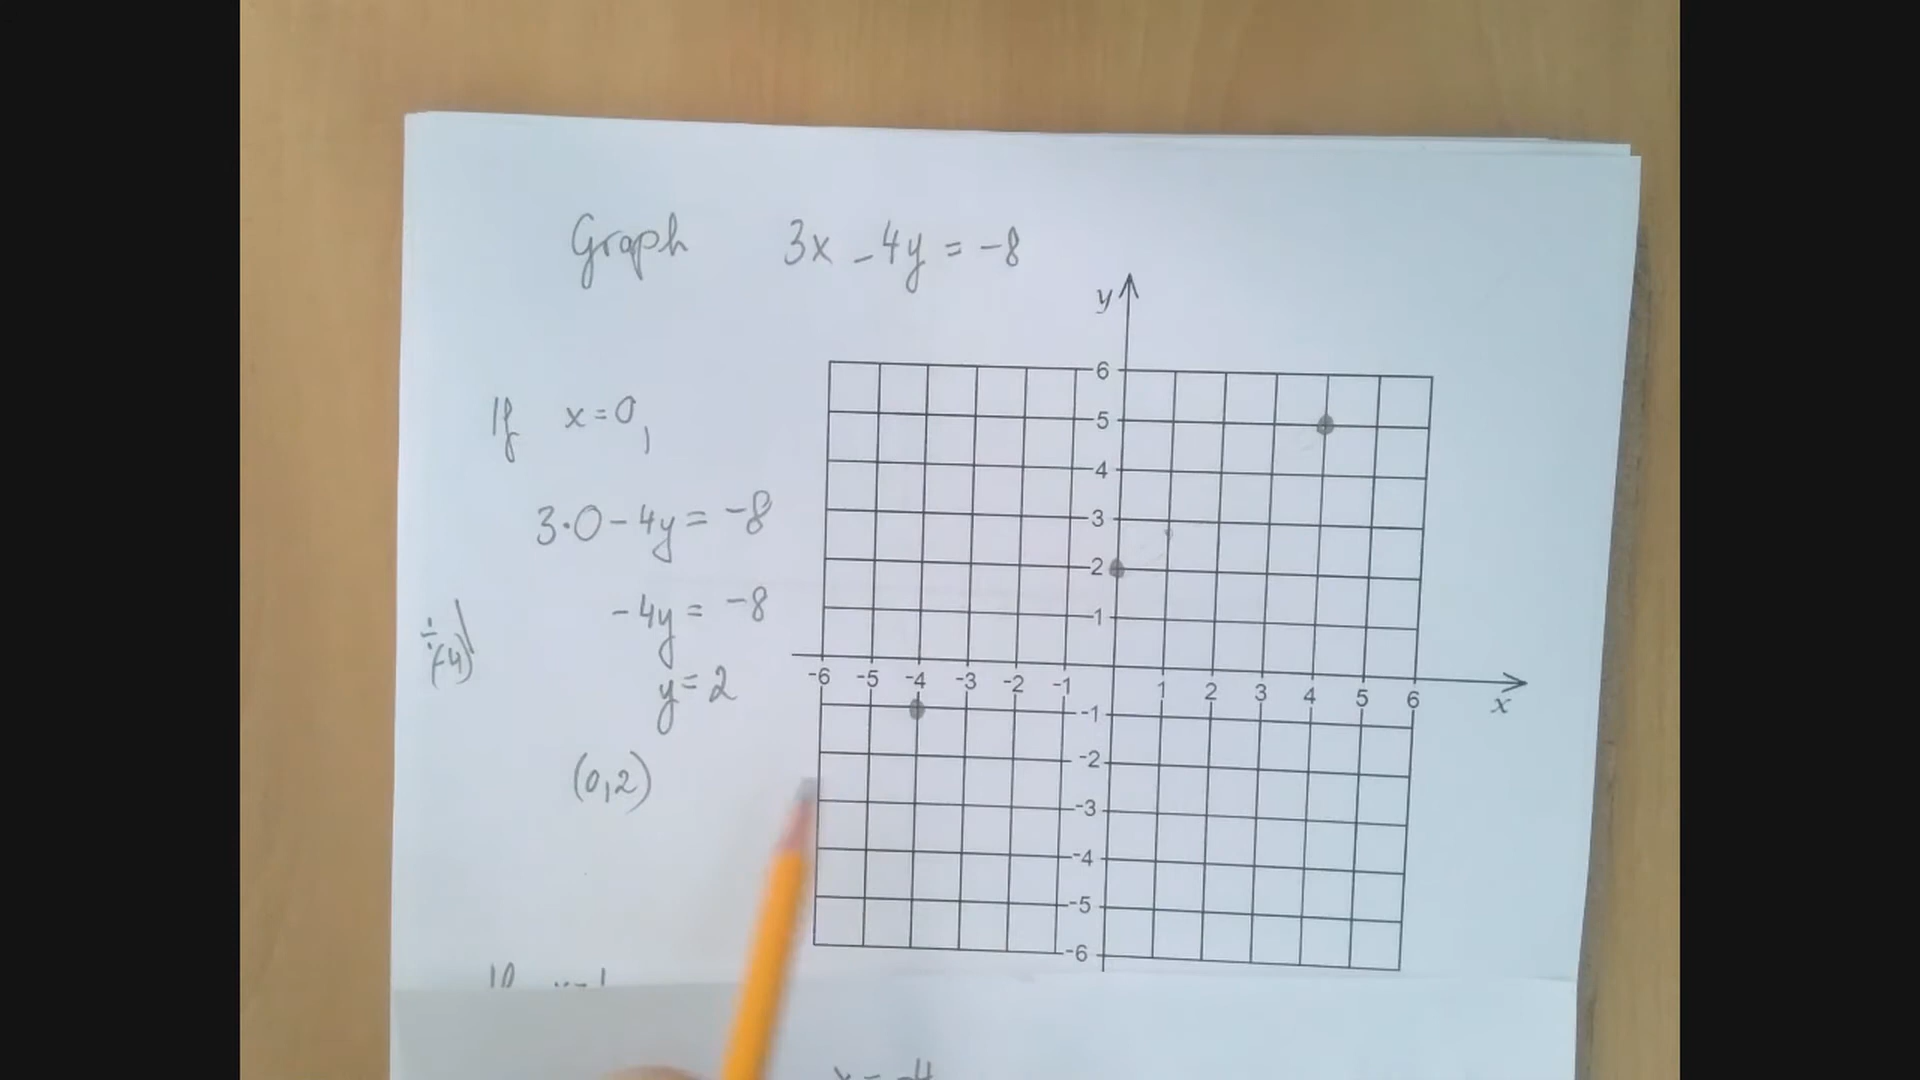 Graph 3x - 4y = -8
y
If x = 0,
3·0 - 4y = -8
-4y = -8
÷(-4)
y = 2
(0,2)
6
5
4
3
2
1
-6 -5 -4 -3 -2 -1 1 2 3 4 5 6
x
-1
-2
-3
-4
-5
-6